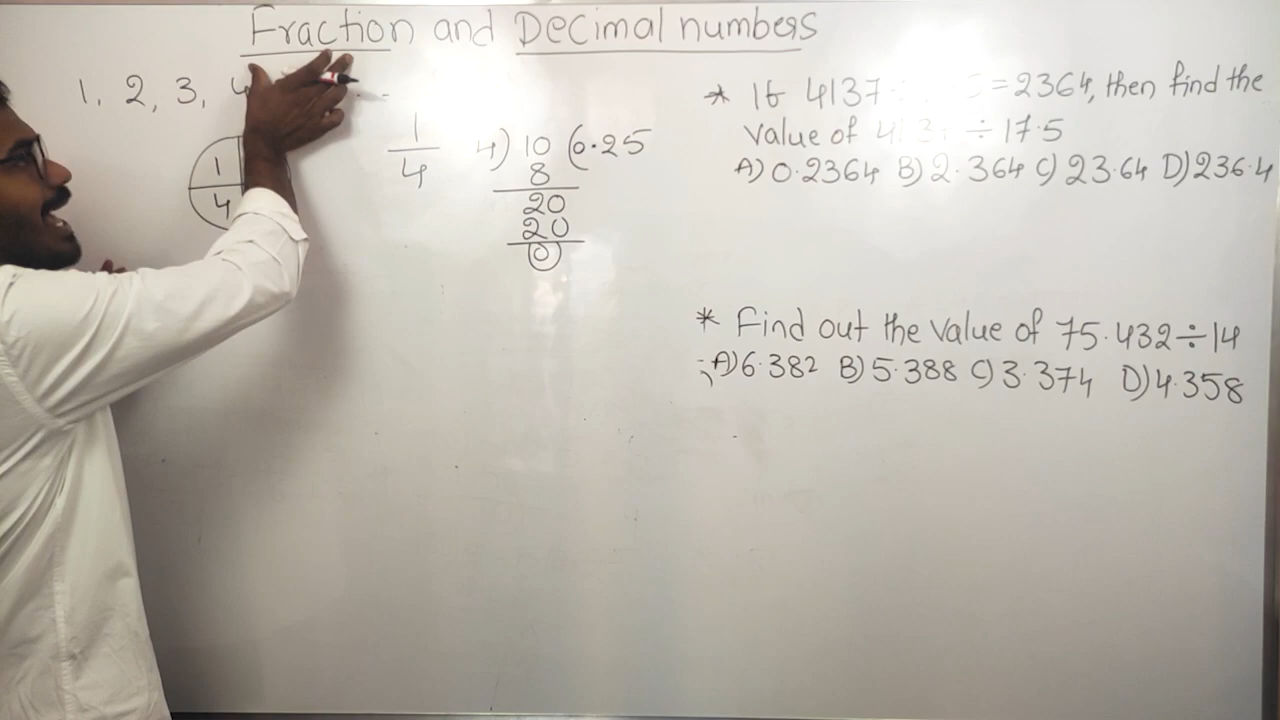 Fraction and Decimal numbers
1, 2, 3, 4
1
4
1
4
4) 10 (0.25
8
20
20
0
* If 4137 = 2364, then find the
value of ÷ 17.5
A) 0.2364 B) 2.364 C) 23.64 D) 236.4
* Find out the value of 75.432 ÷ 14
A) 6.382 B) 5.388 C) 3.374 D) 4.358